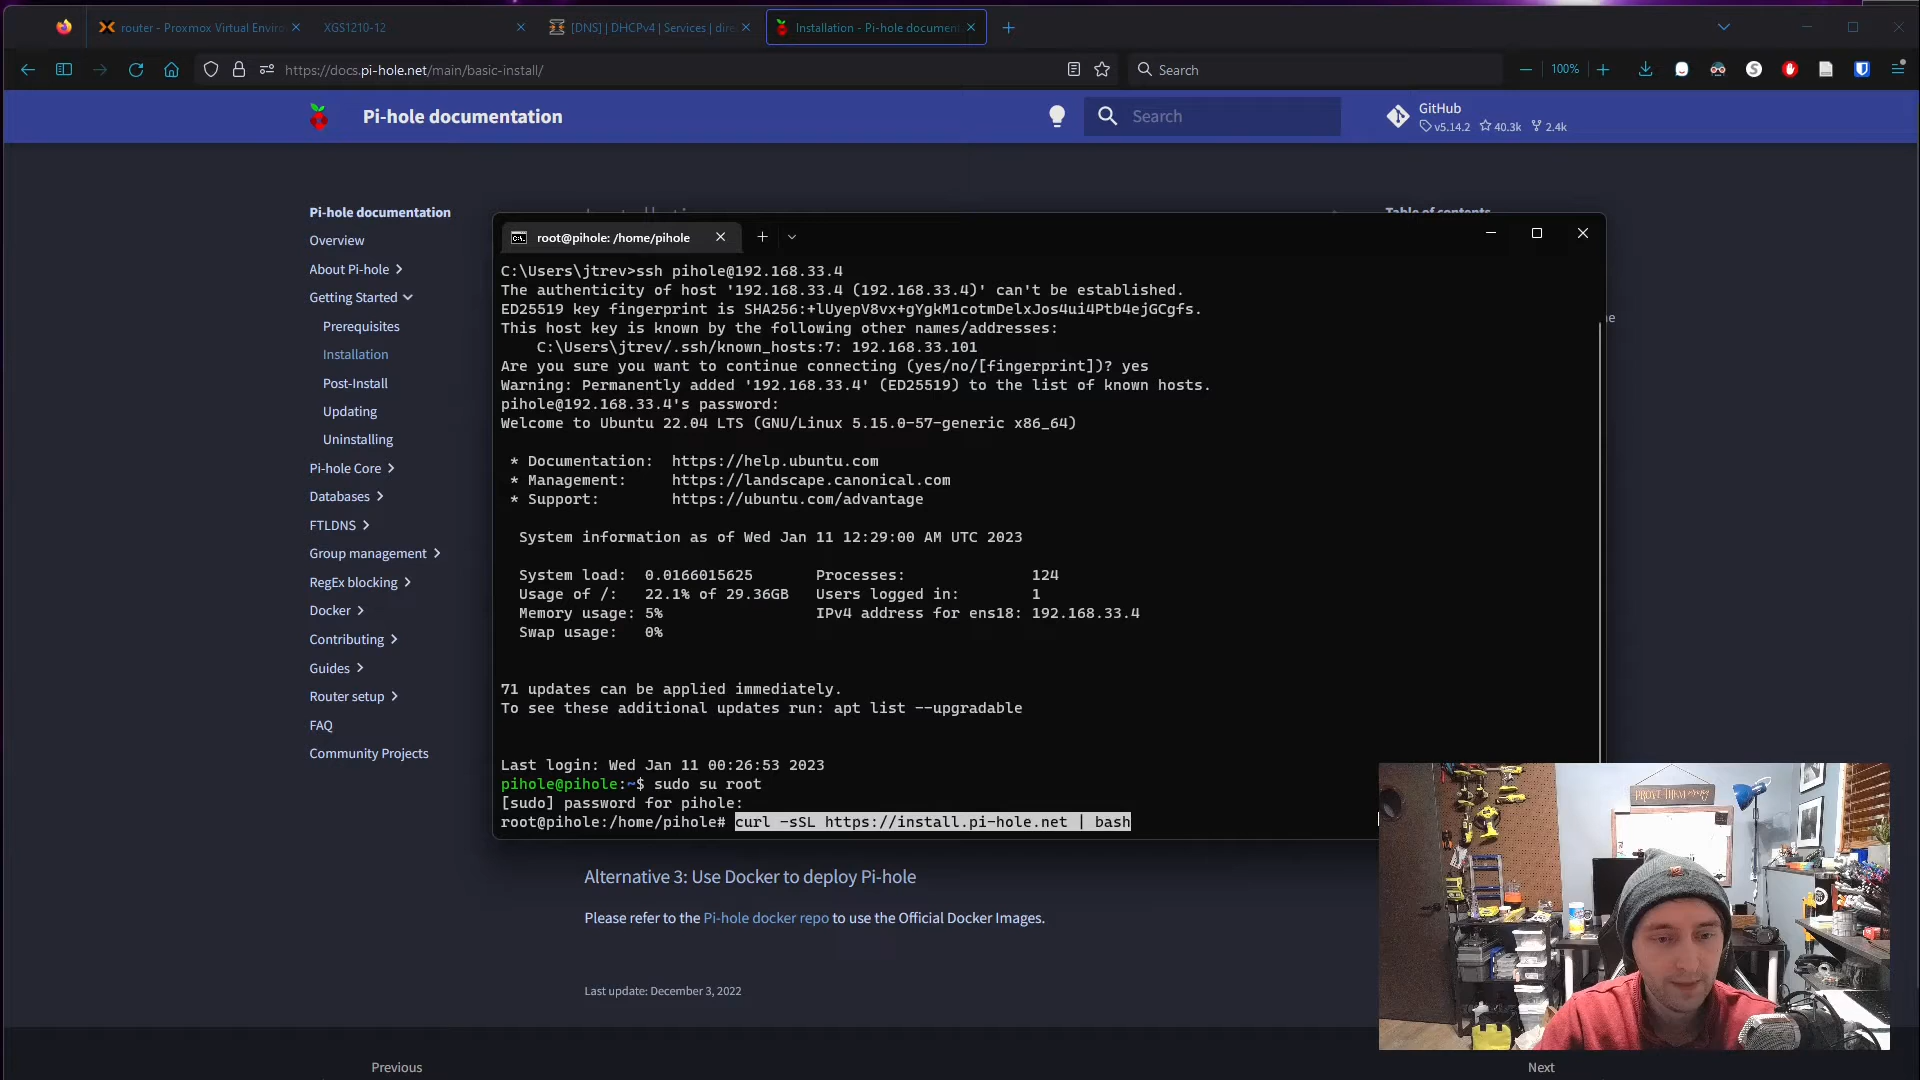 router - Proxmox Virtual Enviro
XGS1210-12
[DNS] | DHCPv4 | Services | dire
Installation - Pi-hole documen
https://docs.pi-hole.net/main/basic-install/
Search
100%
Pi-hole documentation
Search
GitHub
v5.14.2 40.3k 2.4k
Pi-hole documentation
Overview
About Pi-hole
Getting Started
Prerequisites
Installation
Post-Install
Updating
Uninstalling
Pi-hole Core
Databases
FTLDNS
Group management
RegEx blocking
Docker
Contributing
Guides
Router setup
FAQ
Community Projects
Table of contents
root@pihole: /home/pihole
C:\Users\jtrev>ssh pihole@192.168.33.4
The authenticity of host '192.168.33.4 (192.168.33.4)' can't be established.
ED25519 key fingerprint is SHA256:+lUyepV8vx+gYgkM1cotmDelxJos4ui4Ptb4ejGCgfs.
This host key is known by the following other names/addresses:
C:\Users\jtrev/.ssh/known_hosts:7: 192.168.33.101
Are you sure you want to continue connecting (yes/no/[fingerprint])? yes
Warning: Permanently added '192.168.33.4' (ED25519) to the list of known hosts.
pihole@192.168.33.4's password:
Welcome to Ubuntu 22.04 LTS (GNU/Linux 5.15.0-57-generic x86_64)
* Documentation: https://help.ubuntu.com
* Management: https://landscape.canonical.com
* Support: https://ubuntu.com/advantage
System information as of Wed Jan 11 12:29:00 AM UTC 2023
System load: 0.0166015625 Processes: 124
Usage of /: 22.1% of 29.36GB Users logged in: 1
Memory usage: 5% IPv4 address for ens18: 192.168.33.4
Swap usage: 0%
71 updates can be applied immediately.
To see these additional updates run: apt list --upgradable
Last login: Wed Jan 11 00:26:53 2023
pihole@pihole:~$ sudo su root
[sudo] password for pihole:
root@pihole:/home/pihole# curl -sSL https://install.pi-hole.net | bash
Alternative 3: Use Docker to deploy Pi-hole
Please refer to the Pi-hole docker repo to use the Official Docker Images.
Last update: December 3, 2022
Previous
Next
PROVE THEM